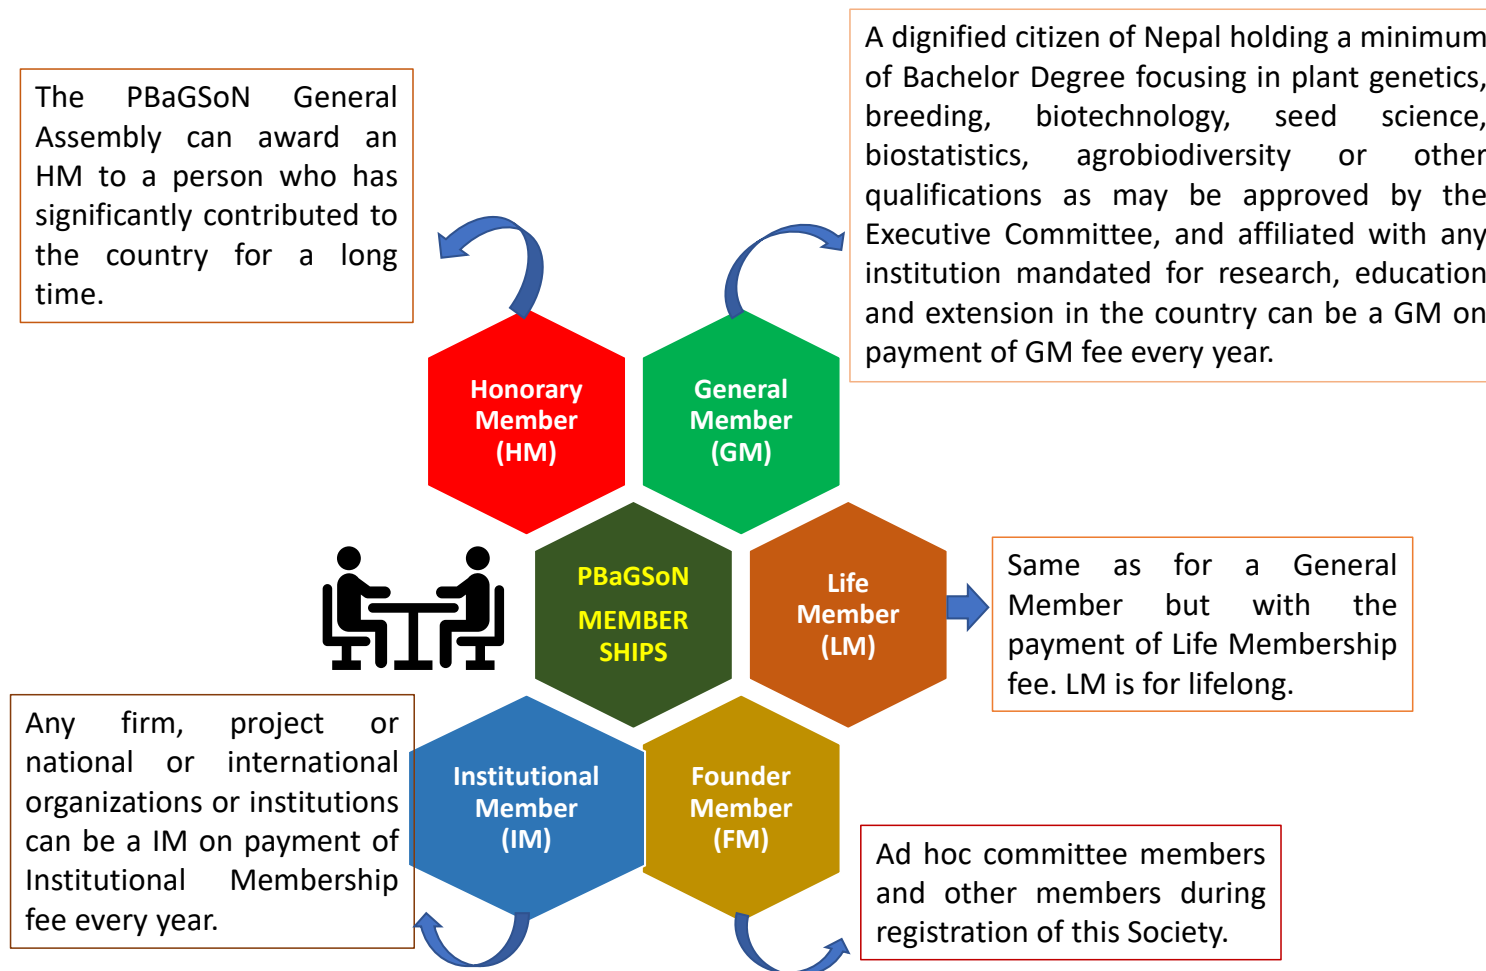 The PBaGSoN General
Assembly can award an
HM to a person who has
significantly contributed to
the country for a long
time.
A dignified citizen of Nepal holding a minimum
of Bachelor Degree focusing in plant genetics,
breeding, biotechnology, seed science,
biostatistics, agrobiodiversity or other
qualifications as may be approved by the
Executive Committee, and affiliated with any
institution mandated for research, education
and extension in the country can be a GM on
payment of GM fee every year.
Honorary
Member
(HM)
General
Member
(GM)
PBaGSoN
MEMBER
SHIPS
Life
Member
(LM)
Same as for a General
Member but with the
payment of Life Membership
fee. LM is for lifelong.
Any firm, project or
national or international
organizations or institutions
can be a IM on payment of
Institutional Membership
fee every year.
Institutional
Member
(IM)
Founder
Member
(FM)
Ad hoc committee members
and other members during
registration of this Society.